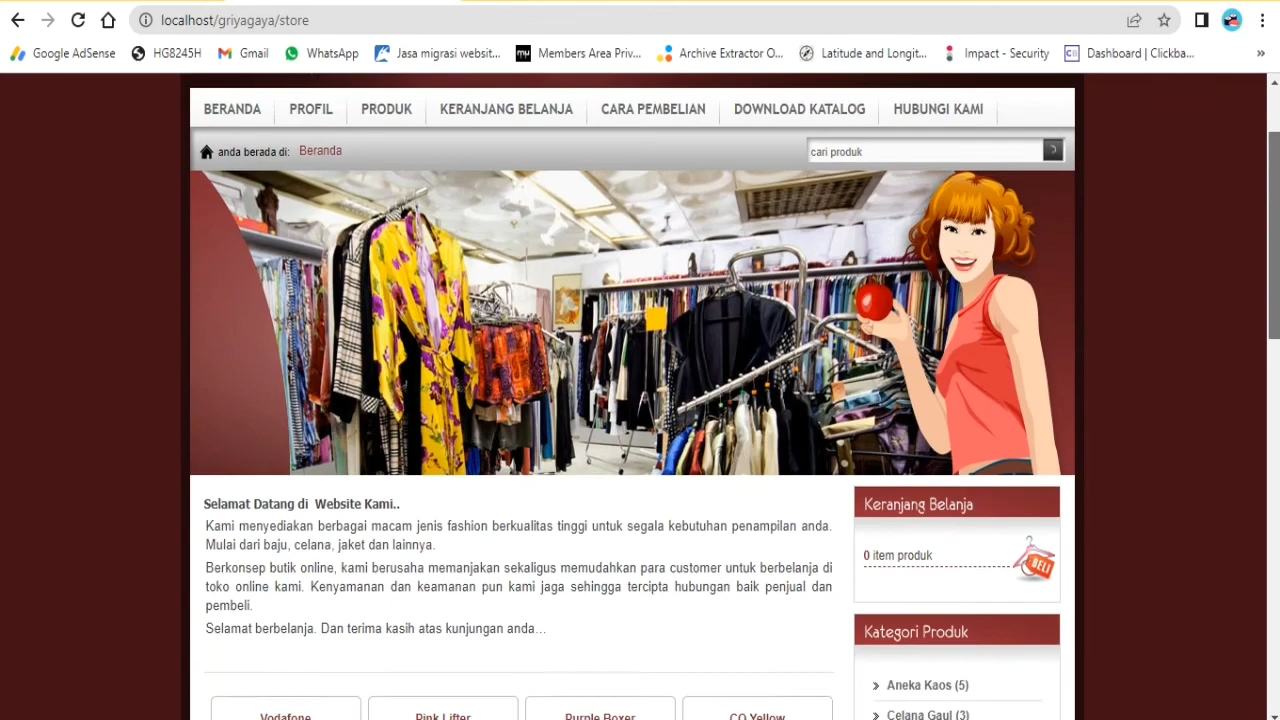 localhost/griyagaya/store
Google AdSense HG8245H Gmail WhatsApp Jasa migrasi websit... Members Area Priv... Archive Extractor O... Latitude and Longit... Impact - Security Dashboard | Clickba... »
BERANDA PROFIL PRODUK KERANJANG BELANJA CARA PEMBELIAN DOWNLOAD KATALOG HUBUNGI KAMI
anda berada di: Beranda cari produk
Selamat Datang di Website Kami..
Kami menyediakan berbagai macam jenis fashion berkualitas tinggi untuk segala kebutuhan penampilan anda.
Mulai dari baju, celana, jaket dan lainnya.
Berkonsep butik online, kami berusaha memanjakan sekaligus memudahkan para customer untuk berbelanja di
toko online kami. Kenyamanan dan keamanan pun kami jaga sehingga tercipta hubungan baik penjual dan
pembeli.
Selamat berbelanja. Dan terima kasih atas kunjungan anda...
Vodafone Pink Lifter Purple Boxer CO Yellow
Keranjang Belanja
0 item produk BELI
Kategori Produk
Aneka Kaos (5)
Celana Gaul (3)